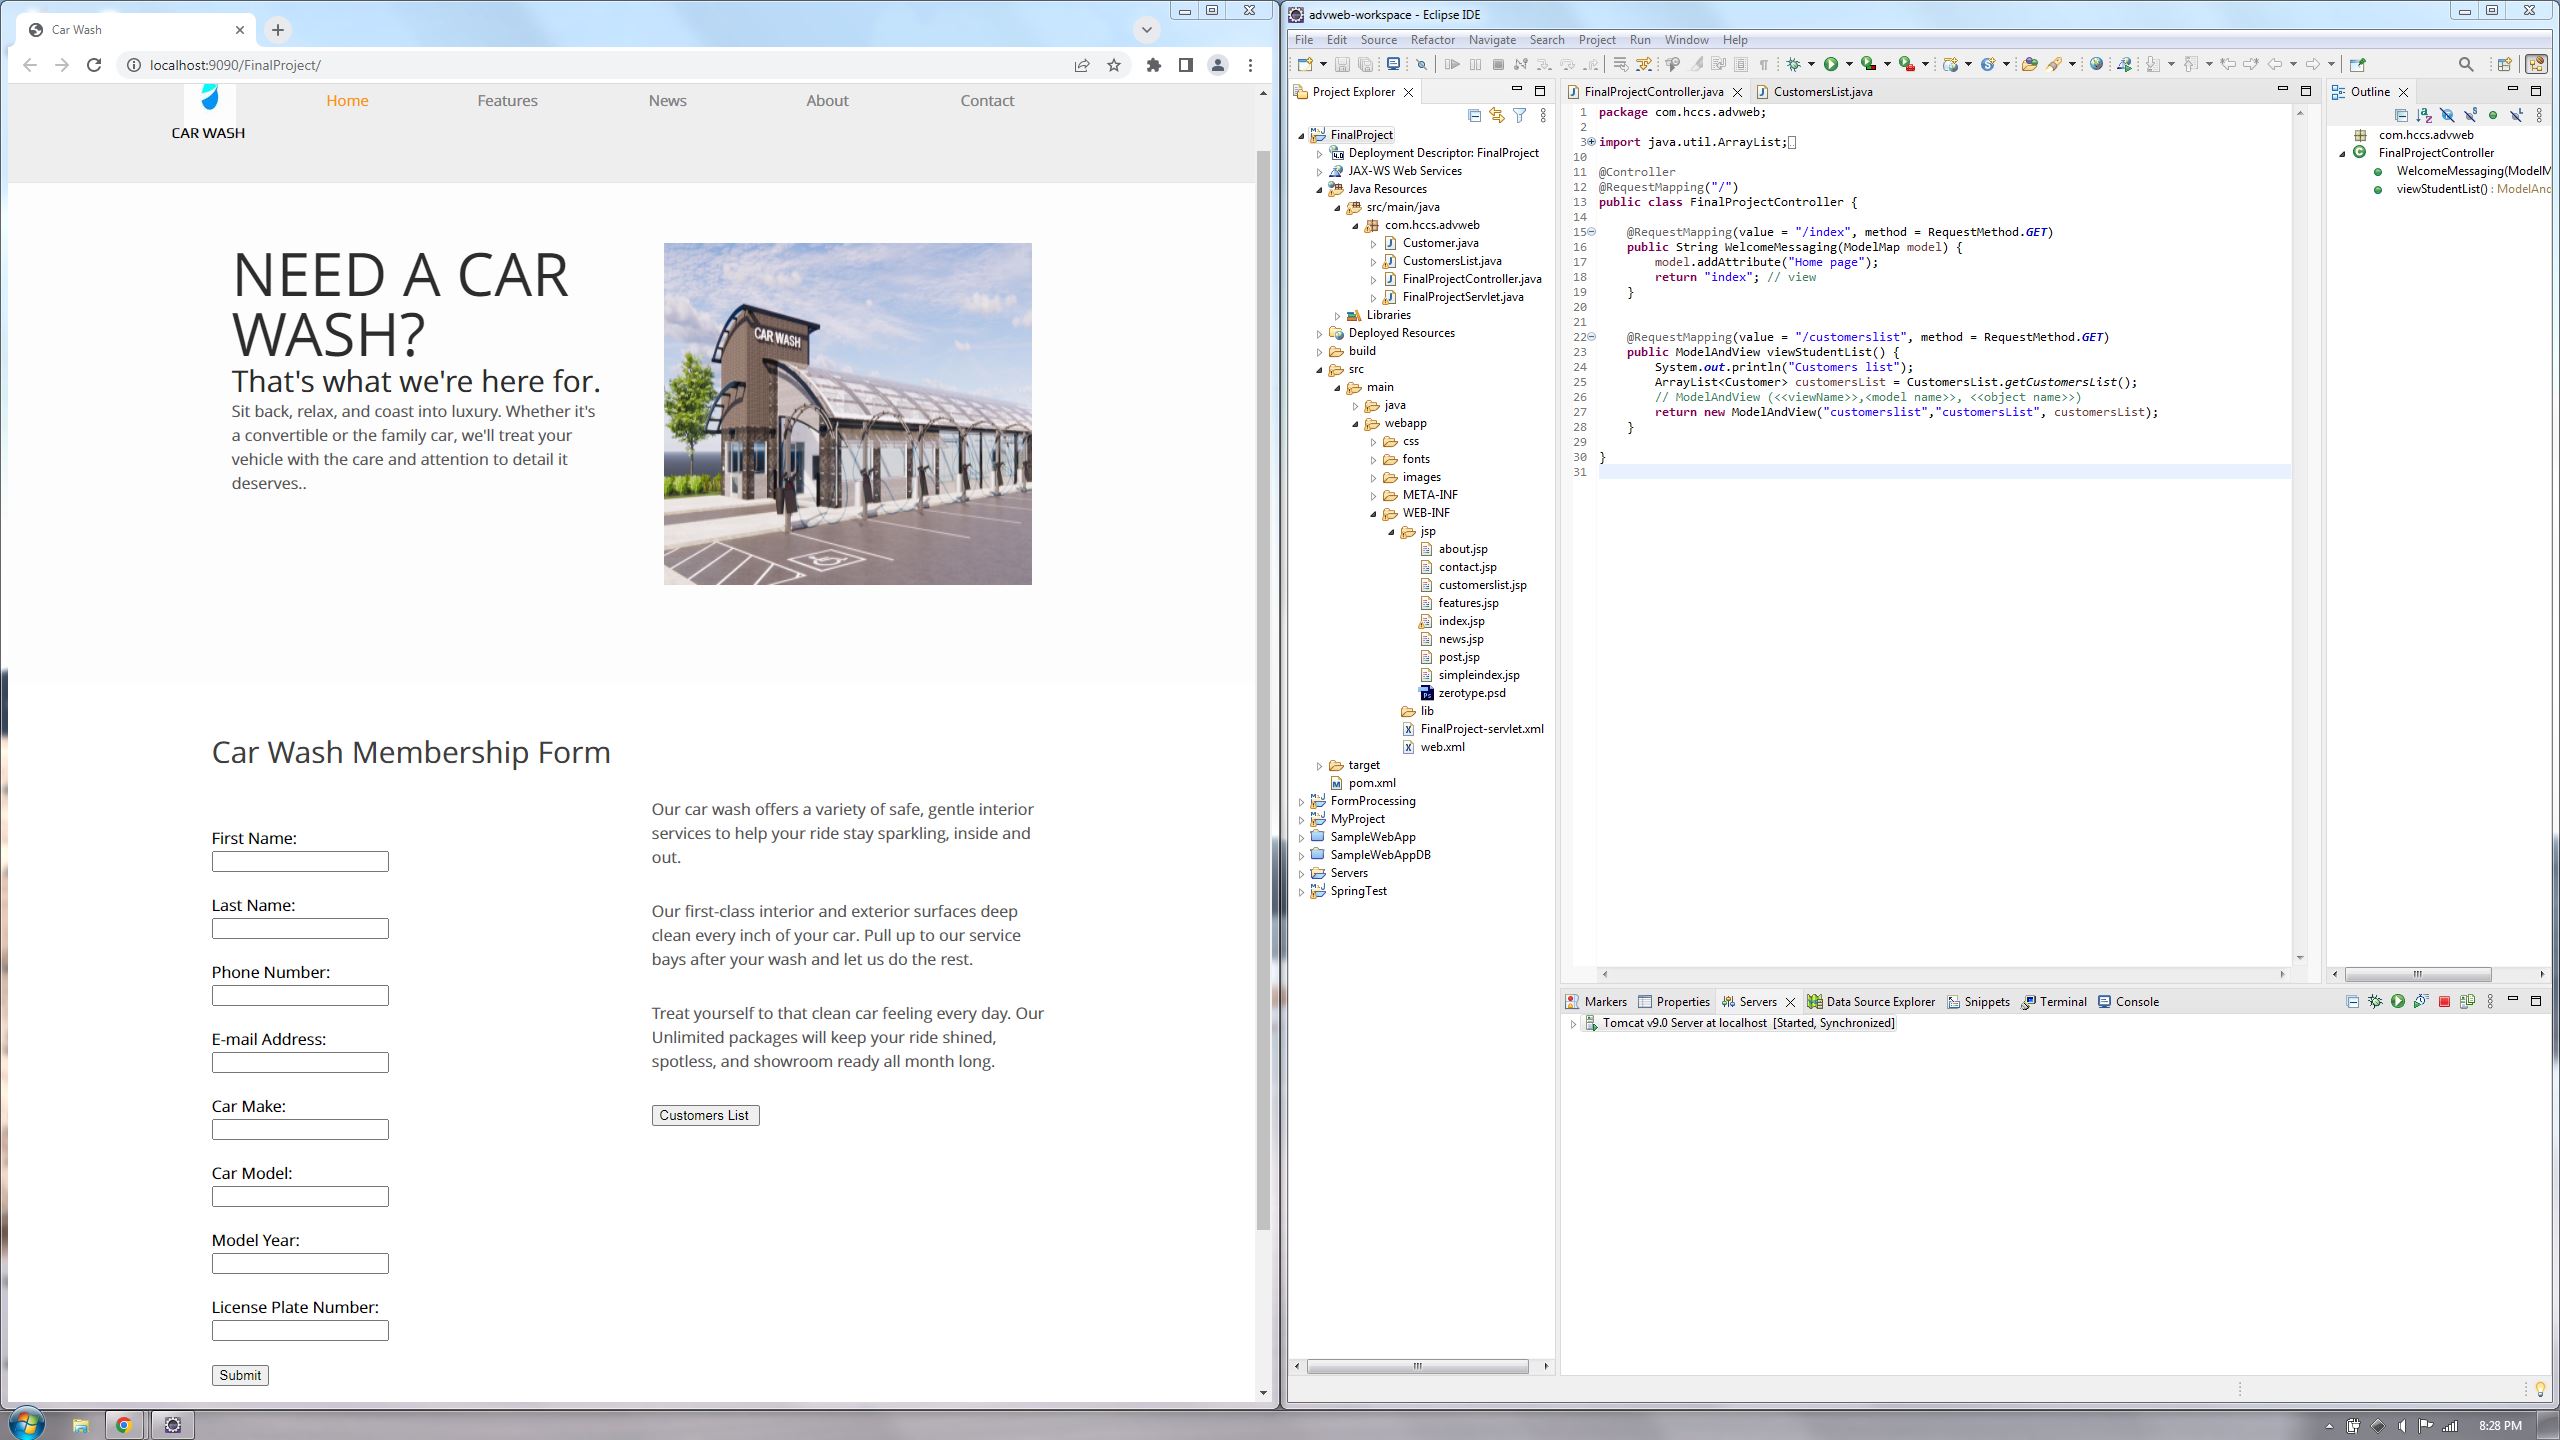 Car Wash
localhost:9090/FinalProject/
CAR WASH
Home
Features
News
About
Contact
NEED A CAR
WASH?
That's what we're here for.
Sit back, relax, and coast into luxury. Whether it's
a convertible or the family car, we'll treat your
vehicle with the care and attention to detail it
deserves..
CAR WASH
Car Wash Membership Form
First Name:
Last Name:
Phone Number:
E-mail Address:
Car Make:
Car Model:
Model Year:
License Plate Number:
Submit
Our car wash offers a variety of safe, gentle interior
services to help your ride stay sparkling, inside and
out.
Our first-class interior and exterior surfaces deep
clean every inch of your car. Pull up to our service
bays after your wash and let us do the rest.
Treat yourself to that clean car feeling every day. Our
Unlimited packages will keep your ride shined,
spotless, and showroom ready all month long.
Customers List
advweb-workspace - Eclipse IDE
File Edit Source Refactor Navigate Search Project Run Window Help
Project Explorer
FinalProject
Deployment Descriptor: FinalProject
JAX-WS Web Services
Java Resources
src/main/java
com.hccs.advweb
Customer.java
CustomersList.java
FinalProjectController.java
FinalProjectServlet.java
Libraries
Deployed Resources
build
src
main
java
webapp
css
fonts
images
META-INF
WEB-INF
jsp
about.jsp
contact.jsp
customerslist.jsp
features.jsp
index.jsp
news.jsp
post.jsp
simpleindex.jsp
zerotype.psd
lib
FinalProject-servlet.xml
web.xml
target
pom.xml
FormProcessing
MyProject
SampleWebApp
SampleWebAppDB
Servers
SpringTest
FinalProjectController.java
CustomersList.java
1 package com.hccs.advweb;
2
3 import java.util.ArrayList;
10
11 @Controller
12 @RequestMapping("/")
13 public class FinalProjectController {
14
15 @RequestMapping(value = "/index", method = RequestMethod.GET)
16 public String WelcomeMessaging(ModelMap model) {
17 model.addAttribute("Home page");
18 return "index"; // view
19 }
20
21
22 @RequestMapping(value = "/customerslist", method = RequestMethod.GET)
23 public ModelAndView viewStudentList() {
24 System.out.println("Customers list");
25 ArrayList<Customer> customersList = CustomersList.getCustomersList();
26 // ModelAndView (<<viewName>>,<model name>>, <<object name>>)
27 return new ModelAndView("customerslist","customersList", customersList);
28 }
29
30 }
31
Outline
com.hccs.advweb
FinalProjectController
WelcomeMessaging(ModelM
viewStudentList() : ModelAnd
Markers
Properties
Servers
Data Source Explorer
Snippets
Terminal
Console
Tomcat v9.0 Server at localhost [Started, Synchronized]
8:28 PM